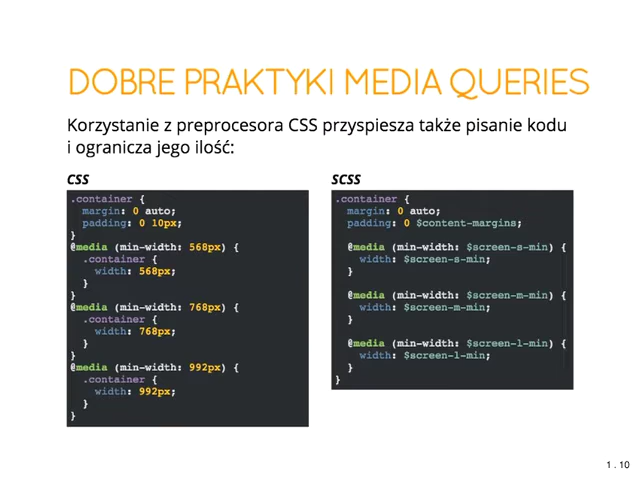 DOBRE PRAKTYKI MEDIA QUERIES
Korzystanie z preprocesora CSS przyspiesza także pisanie kodu
i ogranicza jego ilość:
CSS
.container {
  margin: 0 auto;
  padding: 0 10px;
}
@media (min-width: 568px) {
  .container {
    width: 568px;
  }
}
@media (min-width: 768px) {
  .container {
    width: 768px;
  }
}
@media (min-width: 992px) {
  .container {
    width: 992px;
  }
}
SCSS
.container {
  margin: 0 auto;
  padding: 0 $content-margins;

  @media (min-width: $screen-s-min) {
    width: $screen-s-min;
  }

  @media (min-width: $screen-m-min) {
    width: $screen-m-min;
  }

  @media (min-width: $screen-l-min) {
    width: $screen-l-min;
  }
}
1 . 10